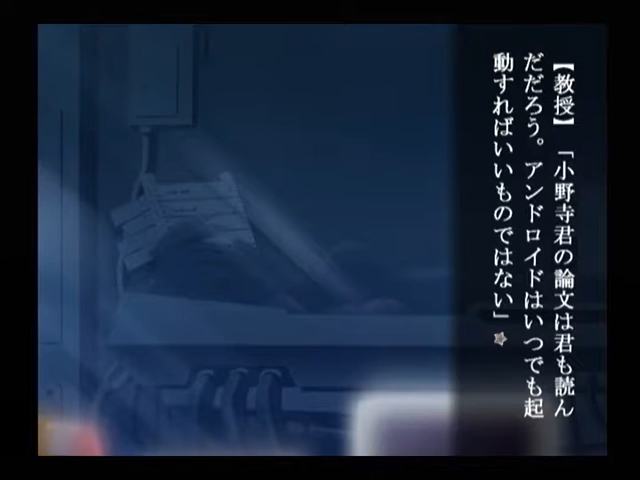 【教授】「小野寺君の論文は君も読ん
だだろう。アンドロイドはいつでも起
動すればいいものではない」